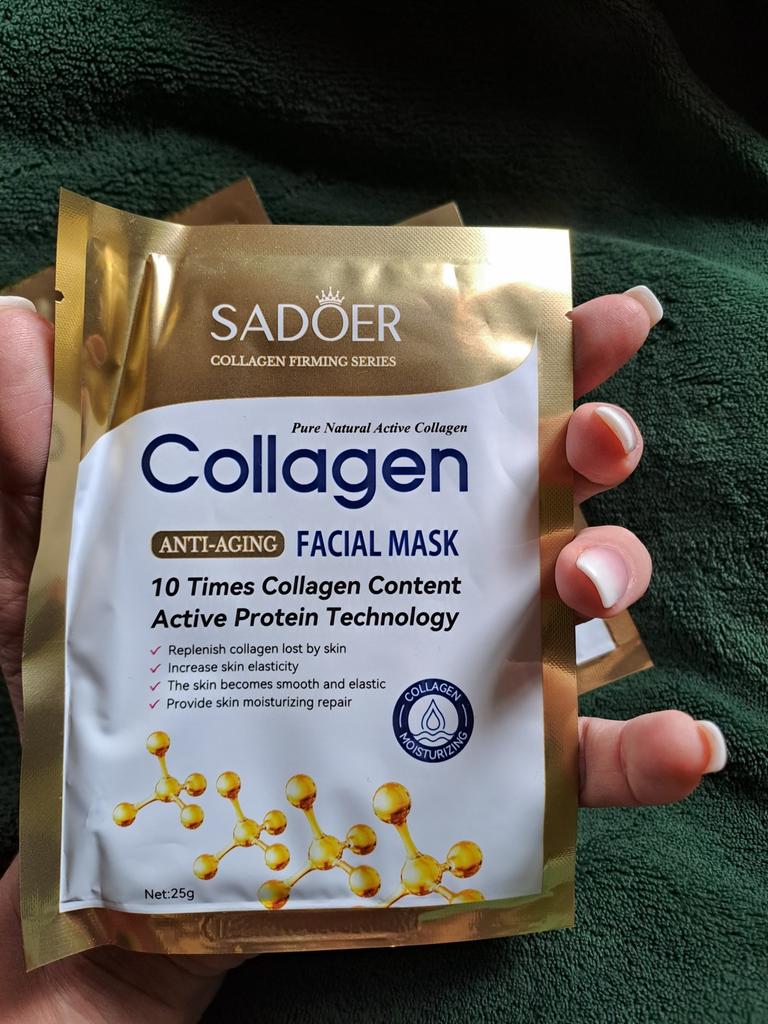 SADOER
COLLAGEN FIRMING SERIES
Pure Natural Active Collagen
Collagen
ANTI-AGING FACIAL MASK
10 Times Collagen Content
Active Protein Technology
Replenish collagen lost by skin
Increase skin elasticity
The skin becomes smooth and elastic
Provide skin moisturizing repair
COLLAGEN
MOISTURIZING
Net:25g